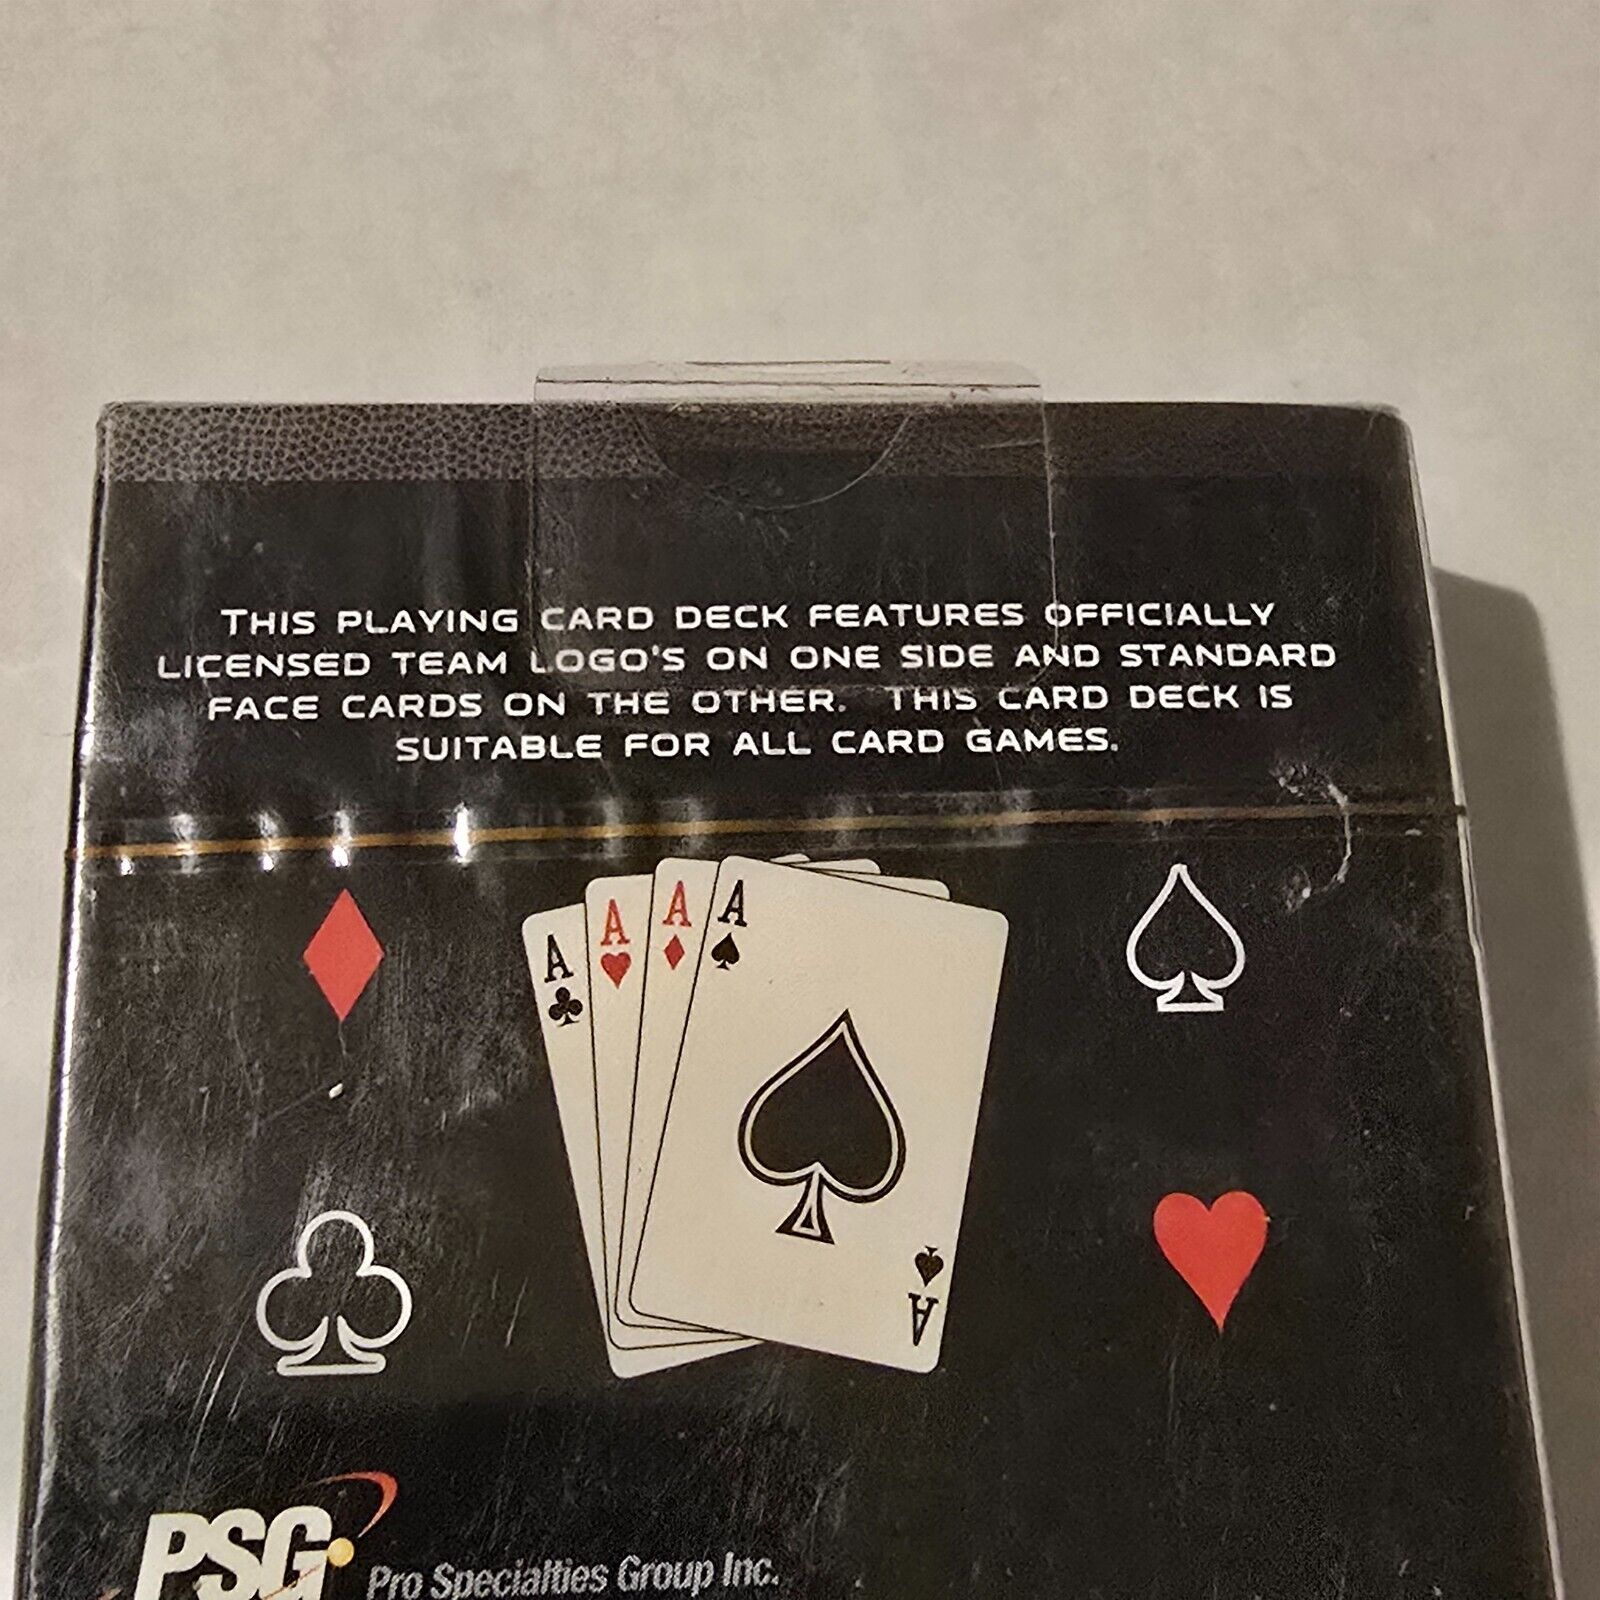 THIS PLAYING CARD DECK FEATURES OFFICIALLY
LICENSED TEAM LOGO'S ON ONE SIDE AND STANDARD
FACE CARDS ON THE OTHER. THIS CARD DECK IS
SUITABLE FOR ALL CARD GAMES.
A
A
A
A
A
PSG
Pro Specialties Group Inc.